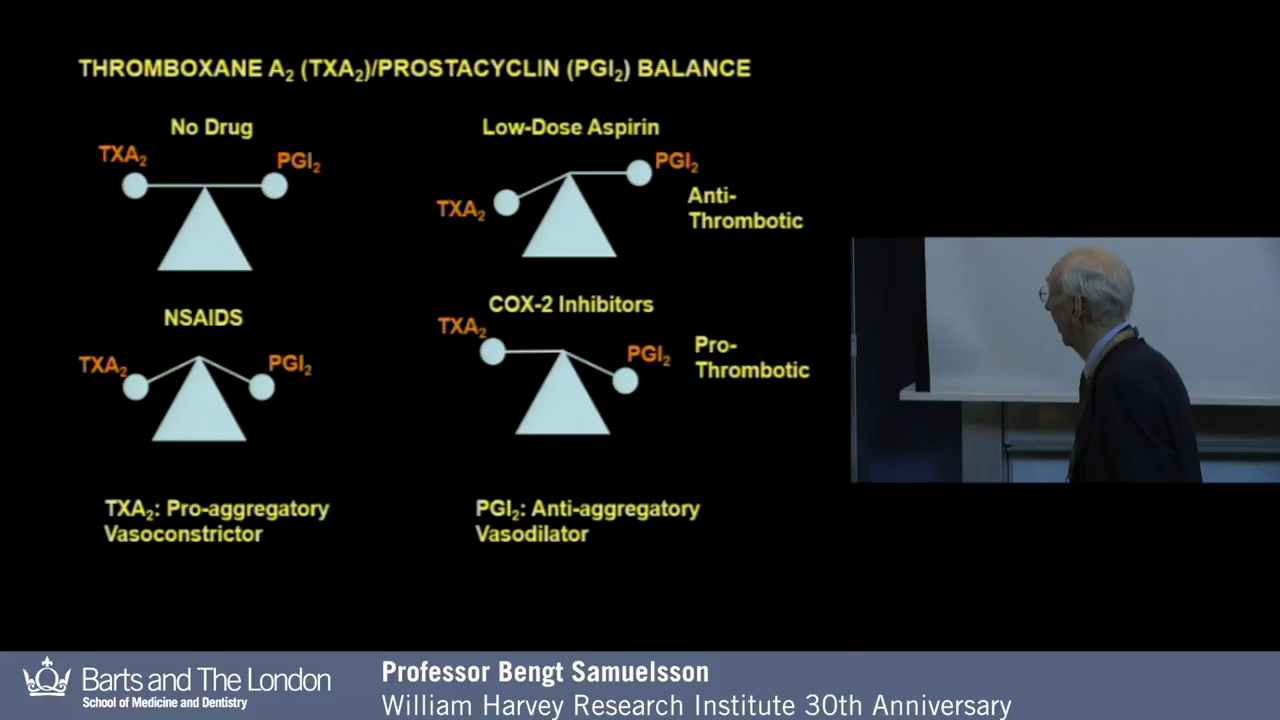 THROMBOXANE A₂ (TXA₂)/PROSTACYCLIN (PGI₂) BALANCE
No Drug
TXA₂
PGI₂
Low-Dose Aspirin
PGI₂
TXA₂
Anti-
Thrombotic
NSAIDS
TXA₂
PGI₂
COX-2 Inhibitors
TXA₂
PGI₂
Pro-
Thrombotic
TXA₂: Pro-aggregatory
Vasoconstrictor
PGI₂: Anti-aggregatory
Vasodilator
Barts and The London
School of Medicine and Dentistry
Professor Bengt Samuelsson
William Harvey Research Institute 30th Anniversary